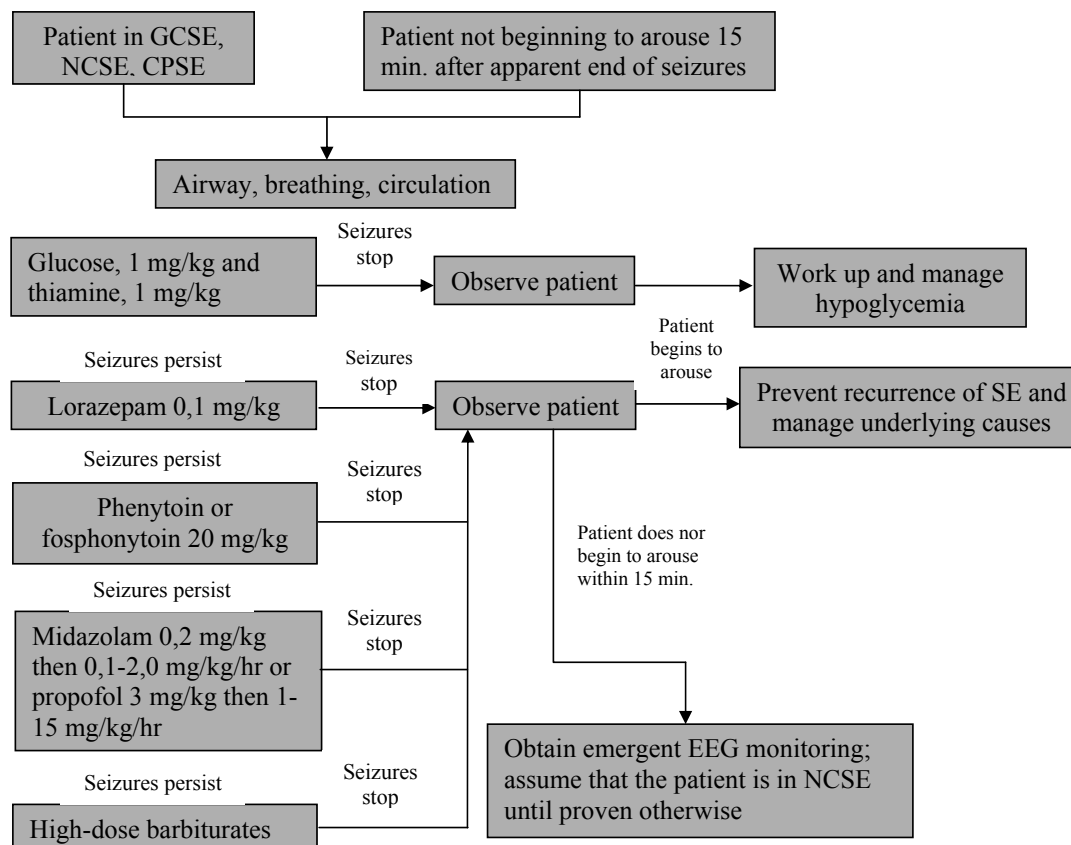 Patient in GCSE,
NCSE, CPSE
Patient not beginning to arouse 15
min. after apparent end of seizures
Airway, breathing, circulation
Glucose, 1 mg/kg and
thiamine, 1 mg/kg
Seizures
stop
Observe patient
Work up and manage
hypoglycemia
Seizures persist
Lorazepam 0,1 mg/kg
Seizures
stop
Observe patient
Patient
begins to
arouse
Prevent recurrence of SE and
manage underlying causes
Seizures persist
Phenytoin or
fosphonytoin 20 mg/kg
Seizures
stop
Patient does nor
begin to arouse
within 15 min.
Seizures persist
Midazolam 0,2 mg/kg
then 0,1-2,0 mg/kg/hr or
propofol 3 mg/kg then 1-
15 mg/kg/hr
Seizures
stop
Obtain emergent EEG monitoring;
assume that the patient is in NCSE
until proven otherwise
Seizures persist
High-dose barbiturates
Seizures
stop